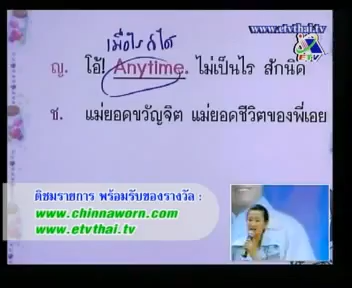 www.etvthai.tv
ETV
เมื่อไรก็ได้
ญ. โอ้! Anytime. ไม่เป็นไร สักนิด
ช. แม่ยอดขวัญจิต แม่ยอดชีวิตของพี่เอย
ติชมรายการ พร้อมรับของรางวัล :
www.chinnaworn.com
www.etvthai.tv